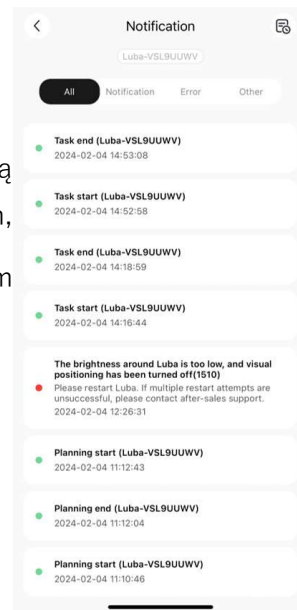 Notification
Luba-VSL9UUWV
All Notification Error Other
Task end (Luba-VSL9UUWV)
2024-02-04 14:53:08
Task start (Luba-VSL9UUWV)
2024-02-04 14:52:58
Task end (Luba-VSL9UUWV)
2024-02-04 14:18:59
Task start (Luba-VSL9UUWV)
2024-02-04 14:16:44
The brightness around Luba is too low, and visual
positioning has been turned off(1510)
Please restart Luba. If multiple restart attempts are
unsuccessful, please contact after-sales support.
2024-02-04 12:26:31
Planning start (Luba-VSL9UUWV)
2024-02-04 11:12:43
Planning end (Luba-VSL9UUWV)
2024-02-04 11:12:04
Planning start (Luba-VSL9UUWV)
2024-02-04 11:10:46